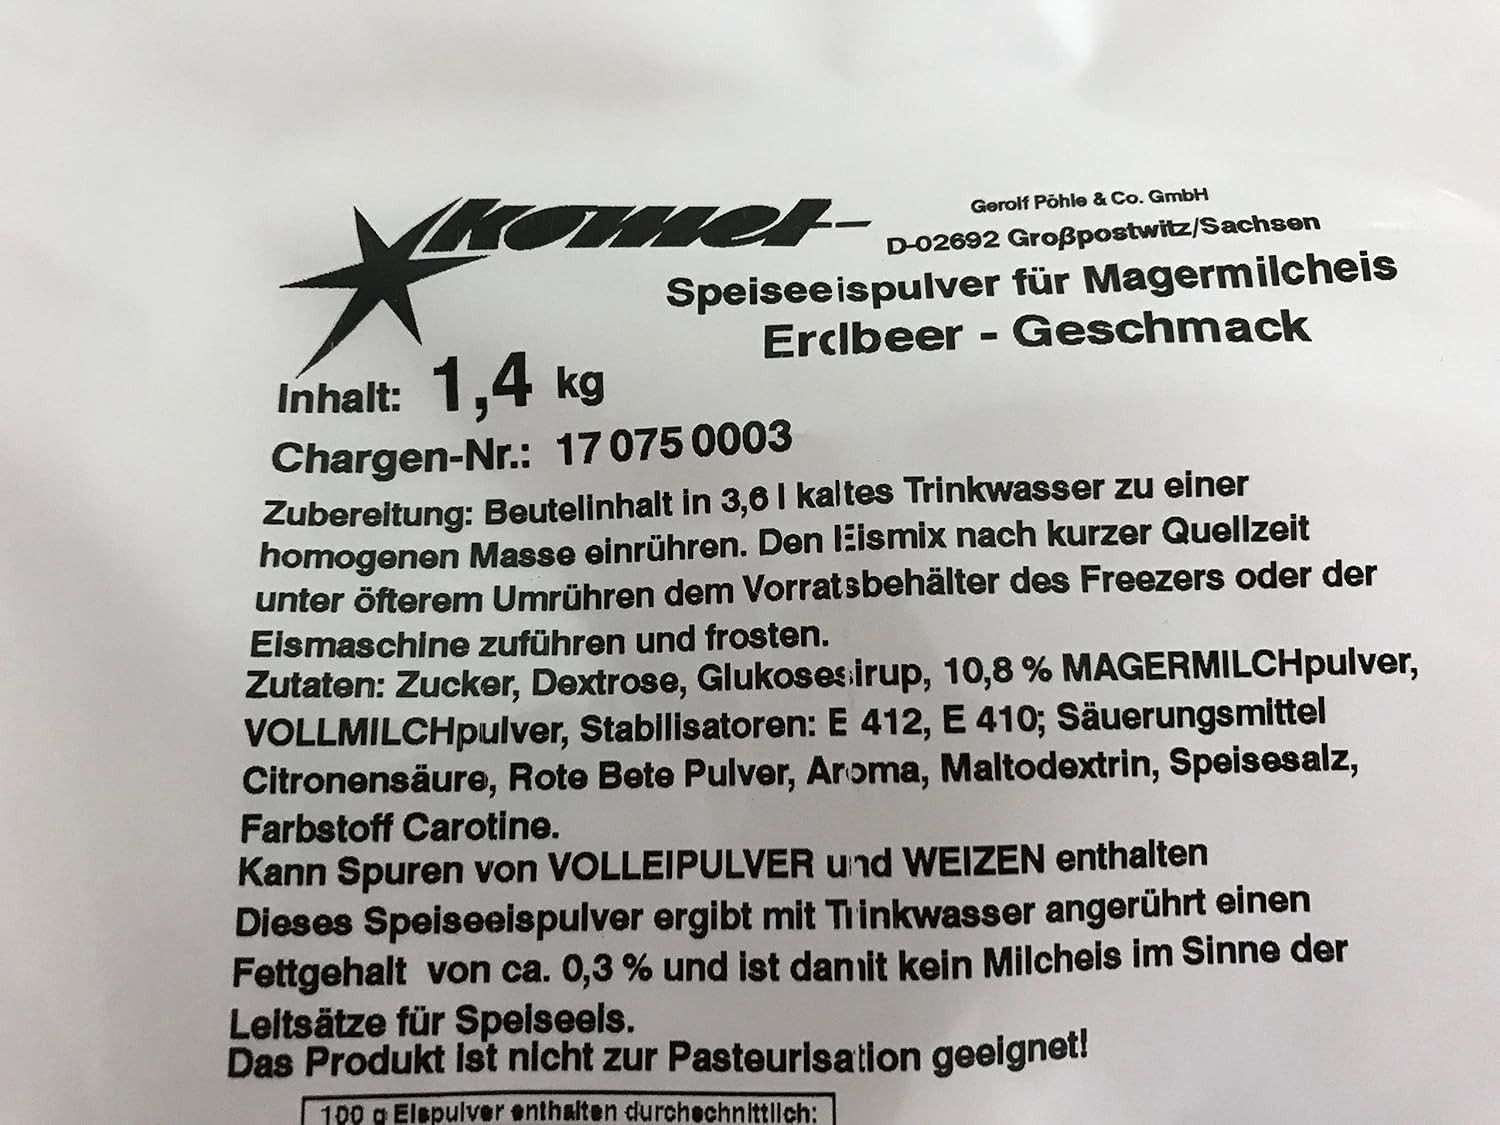 komet
Gerolf Pöhle & Co. GmbH
D-02692 Großpostwitz/Sachsen
Speiseeispulver für Magermilcheis
Erdbeer - Geschmack
Inhalt: 1,4 kg
Chargen-Nr.: 17 075 0003
Zubereitung: Beutelinhalt in 3,6 l kaltes Trinkwasser zu einer
homogenen Masse einrühren. Den Eismix nach kurzer Quellzeit
unter öfterem Umrühren dem Vorratsbehälter des Freezers oder der
Eismaschine zuführen und frosten.
Zutaten: Zucker, Dextrose, Glukosesirup, 10,8 % MAGERMILCHpulver,
VOLLMILCHpulver, Stabilisatoren: E 412, E 410; Säuerungsmittel
Citronensäure, Rote Bete Pulver, Aroma, Maltodextrin, Speisesalz,
Farbstoff Carotine.
Kann Spuren von VOLLEIPULVER und WEIZEN enthalten
Dieses Speiseeispulver ergibt mit Trinkwasser angerührt einen
Fettgehalt von ca. 0,3 % und ist damit kein Milcheis im Sinne der
Leitsätze für Speiseeis.
Das Produkt ist nicht zur Pasteurisation geeignet!
100 g Eispulver enthalten durchschnittlich: